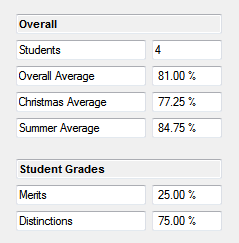 Overall
Students 4
Overall Average 81.00 %
Christmas Average 77.25 %
Summer Average 84.75 %
Student Grades
Merits 25.00 %
Distinctions 75.00 %